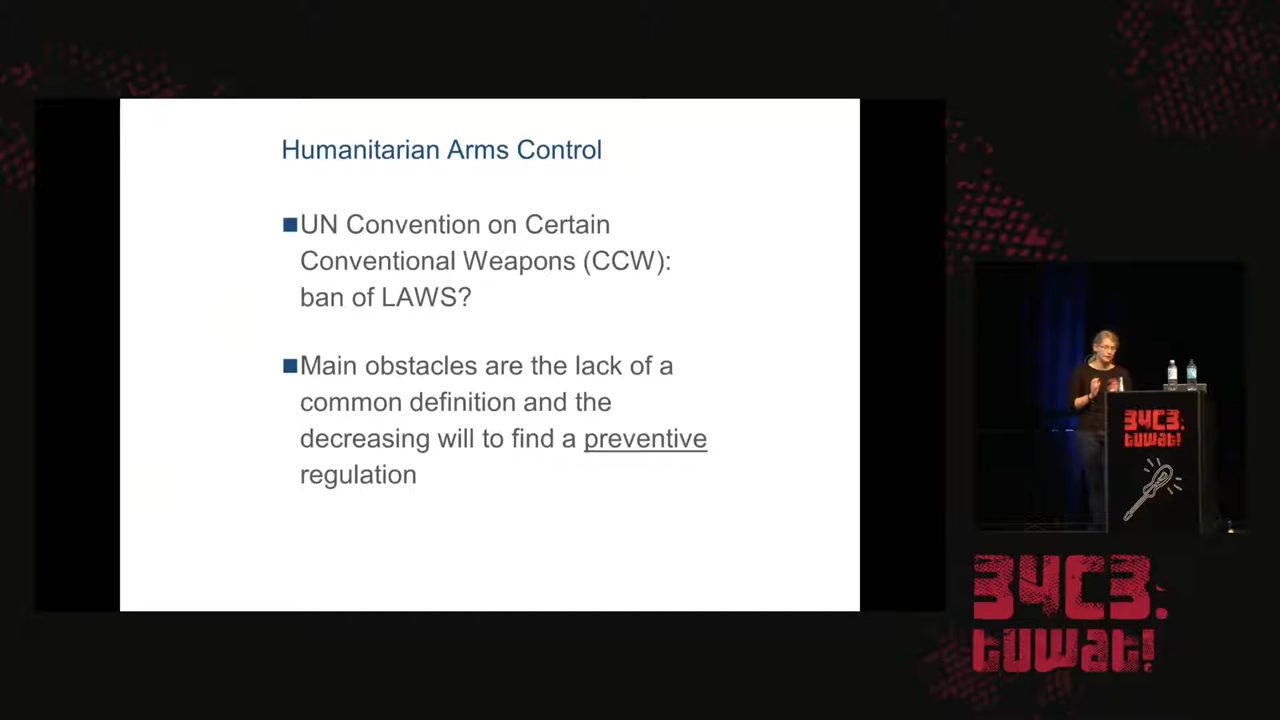 Humanitarian Arms Control
UN Convention on Certain
Conventional Weapons (CCW):
ban of LAWS?
Main obstacles are the lack of a
common definition and the
decreasing will to find a preventive
regulation
34C3.
tuwat!
34C3.
tuwat!